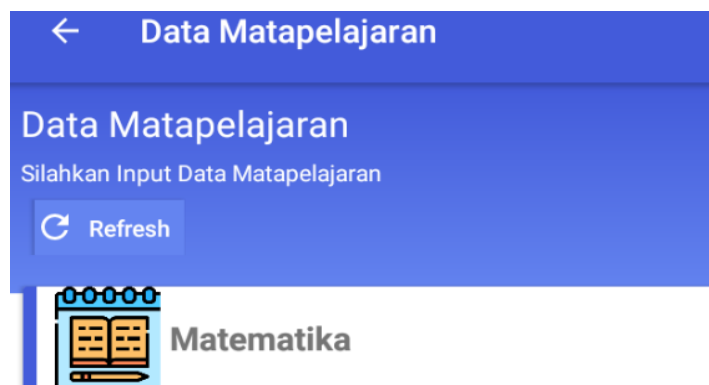 Data Matapelajaran
Data Matapelajaran
Silahkan Input Data Matapelajaran
Refresh
Matematika